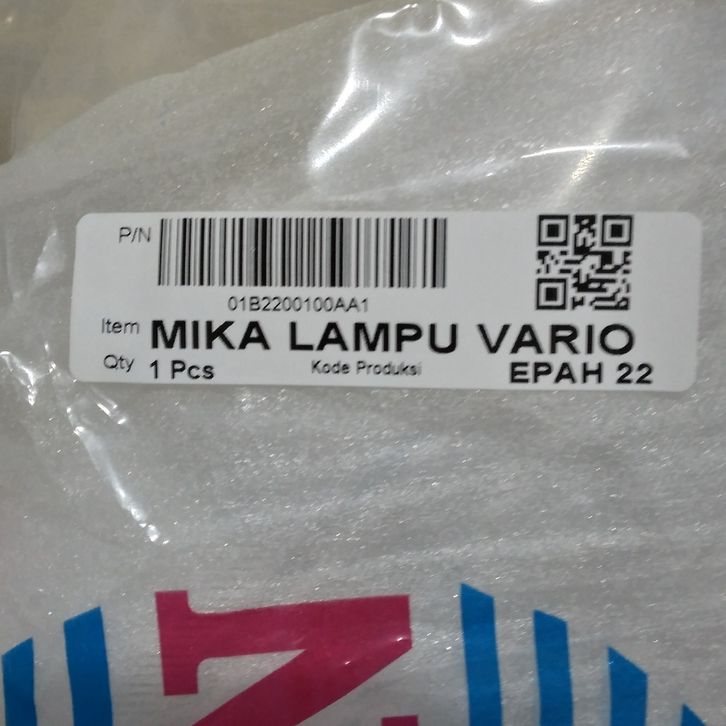 P/N
01B2200100AA1
Item MIKA LAMPU VARIO
Qty 1 Pcs Kode Produksi EPAH 22
N